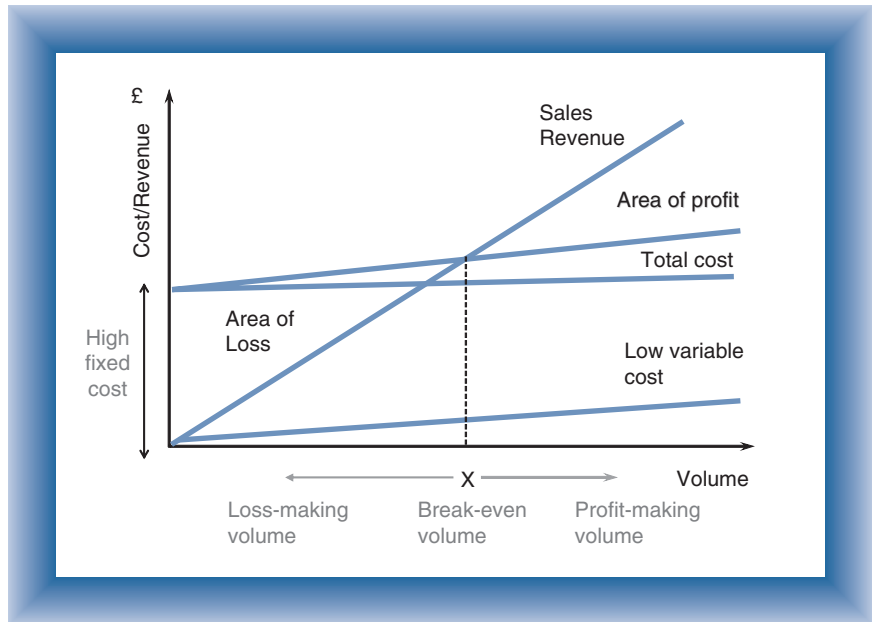 £
Cost/Revenue
Sales
Revenue
Area of profit
Total cost
Area of
Loss
High
fixed
cost
Low variable
cost
X
Volume
Loss-making
volume
Break-even
volume
Profit-making
volume